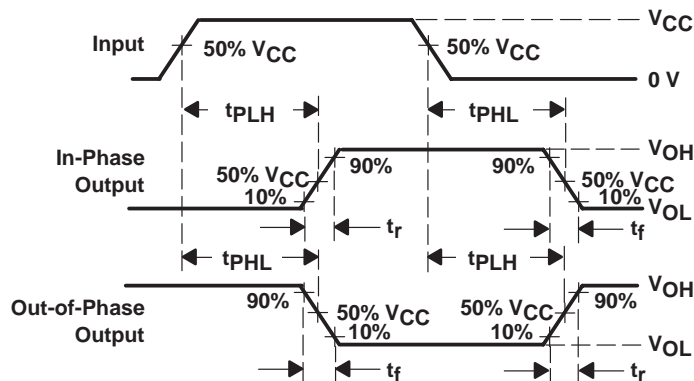 Input
50% VCC
50% VCC
VCC
0 V
tPLH
tPHL
In-Phase
Output
50% VCC
10%
90%
90%
50% VCC
10%
VOH
VOL
tr
tf
tPHL
tPLH
Out-of-Phase
Output
90%
50% VCC
10%
50% VCC
10%
90%
VOH
VOL
tf
tr